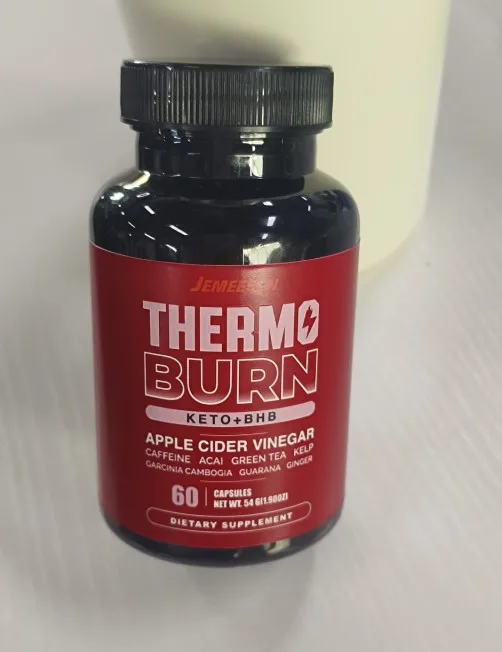 THERMO
BURN
KETO+BHB
APPLE CIDER VINEGAR
CAFFEINE ACAI GREEN TEA KELP
GARCINIA CAMBOGIA GUARANA GINGER
60 CAPSULES
NET WT. 54 G(1.90OZ)
DIETARY SUPPLEMENT